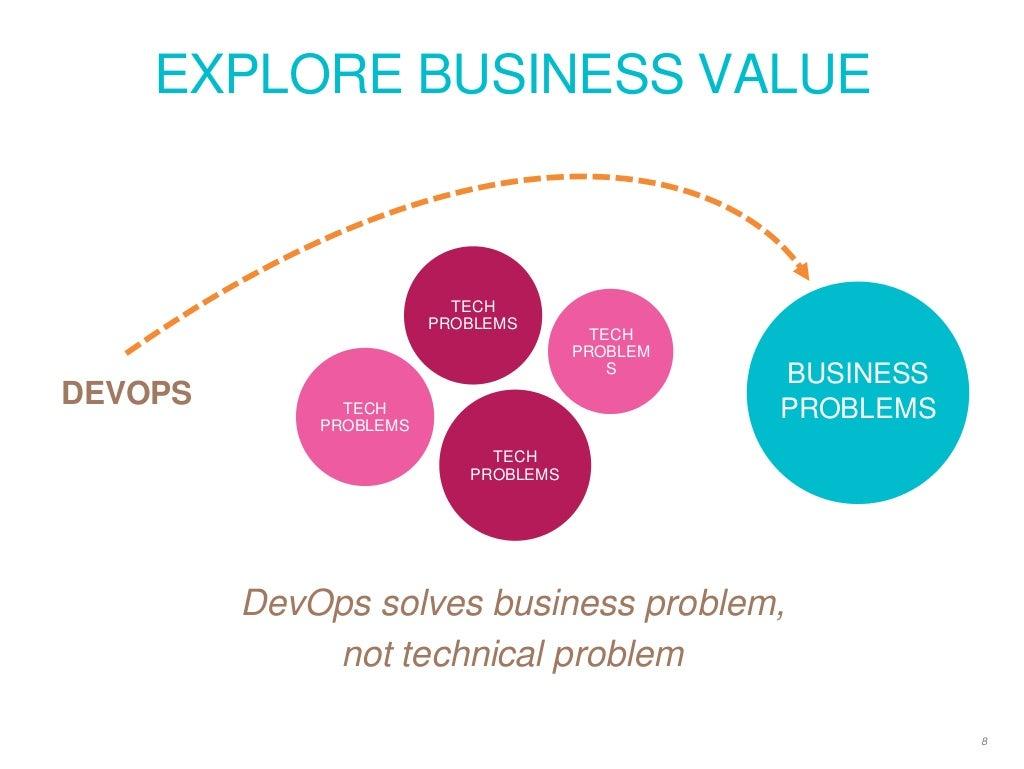 EXPLORE BUSINESS VALUE
TECH
PROBLEMS
TECH
PROBLEM
S
BUSINESS
PROBLEMS
DEVOPS
TECH
PROBLEMS
TECH
PROBLEMS
DevOps solves business problem,
not technical problem
8